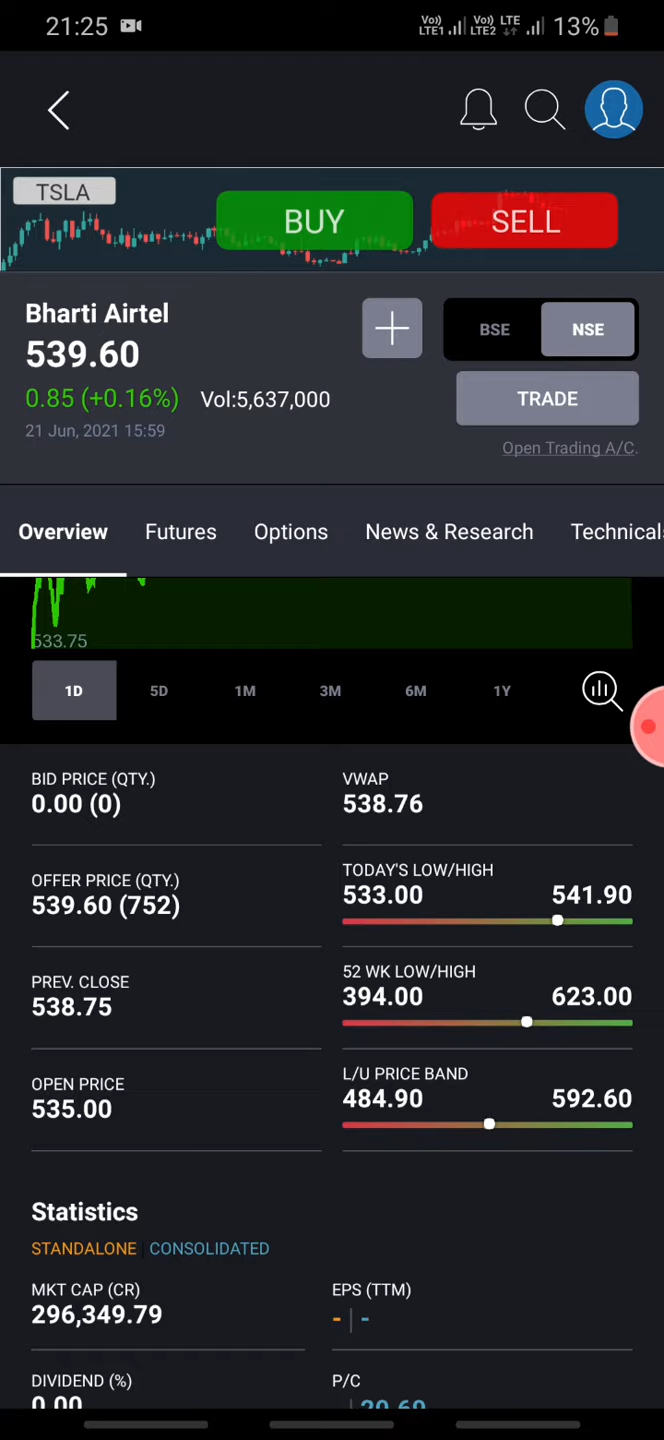 21:25
Vo) LTE1 Vo) LTE LTE2 13%
TSLA
BUY
SELL
Bharti Airtel
539.60
0.85 (+0.16%) Vol:5,637,000
21 Jun, 2021 15:59
BSE NSE
TRADE
Open Trading A/C.
Overview Futures Options News & Research Technicals
533.75
1D 5D 1M 3M 6M 1Y
BID PRICE (QTY.)
0.00 (0)
VWAP
538.76
OFFER PRICE (QTY.)
539.60 (752)
TODAY'S LOW/HIGH
533.00 541.90
PREV. CLOSE
538.75
52 WK LOW/HIGH
394.00 623.00
OPEN PRICE
535.00
L/U PRICE BAND
484.90 592.60
Statistics
STANDALONE | CONSOLIDATED
MKT CAP (CR)
296,349.79
EPS (TTM)
- | -
DIVIDEND (%)
0.00
P/C